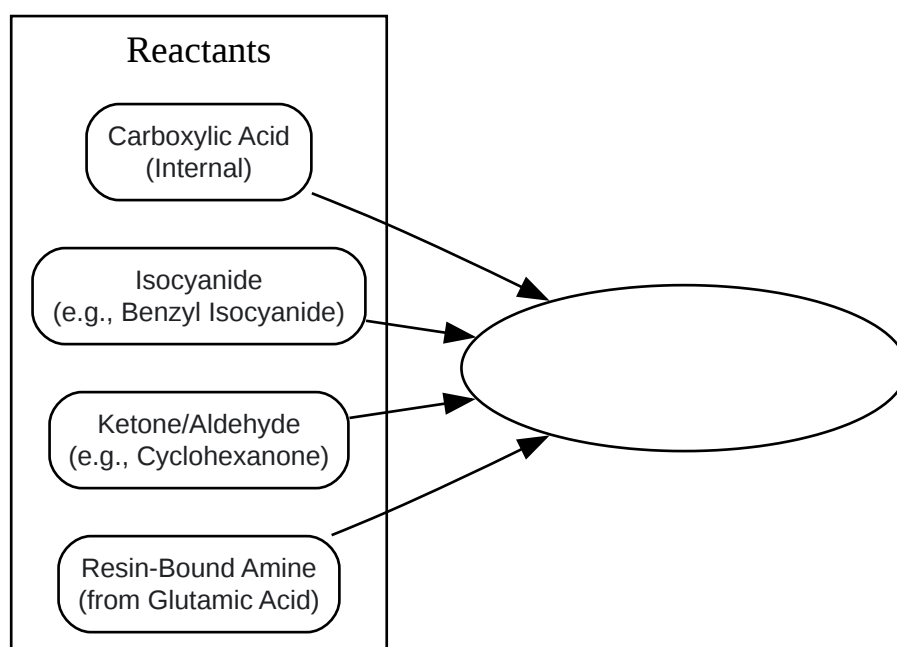 Reactants
Carboxylic Acid
(Internal)
Isocyanide
(e.g., Benzyl Isocyanide)
Ketone/Aldehyde
(e.g., Cyclohexanone)
Resin-Bound Amine
(from Glutamic Acid)